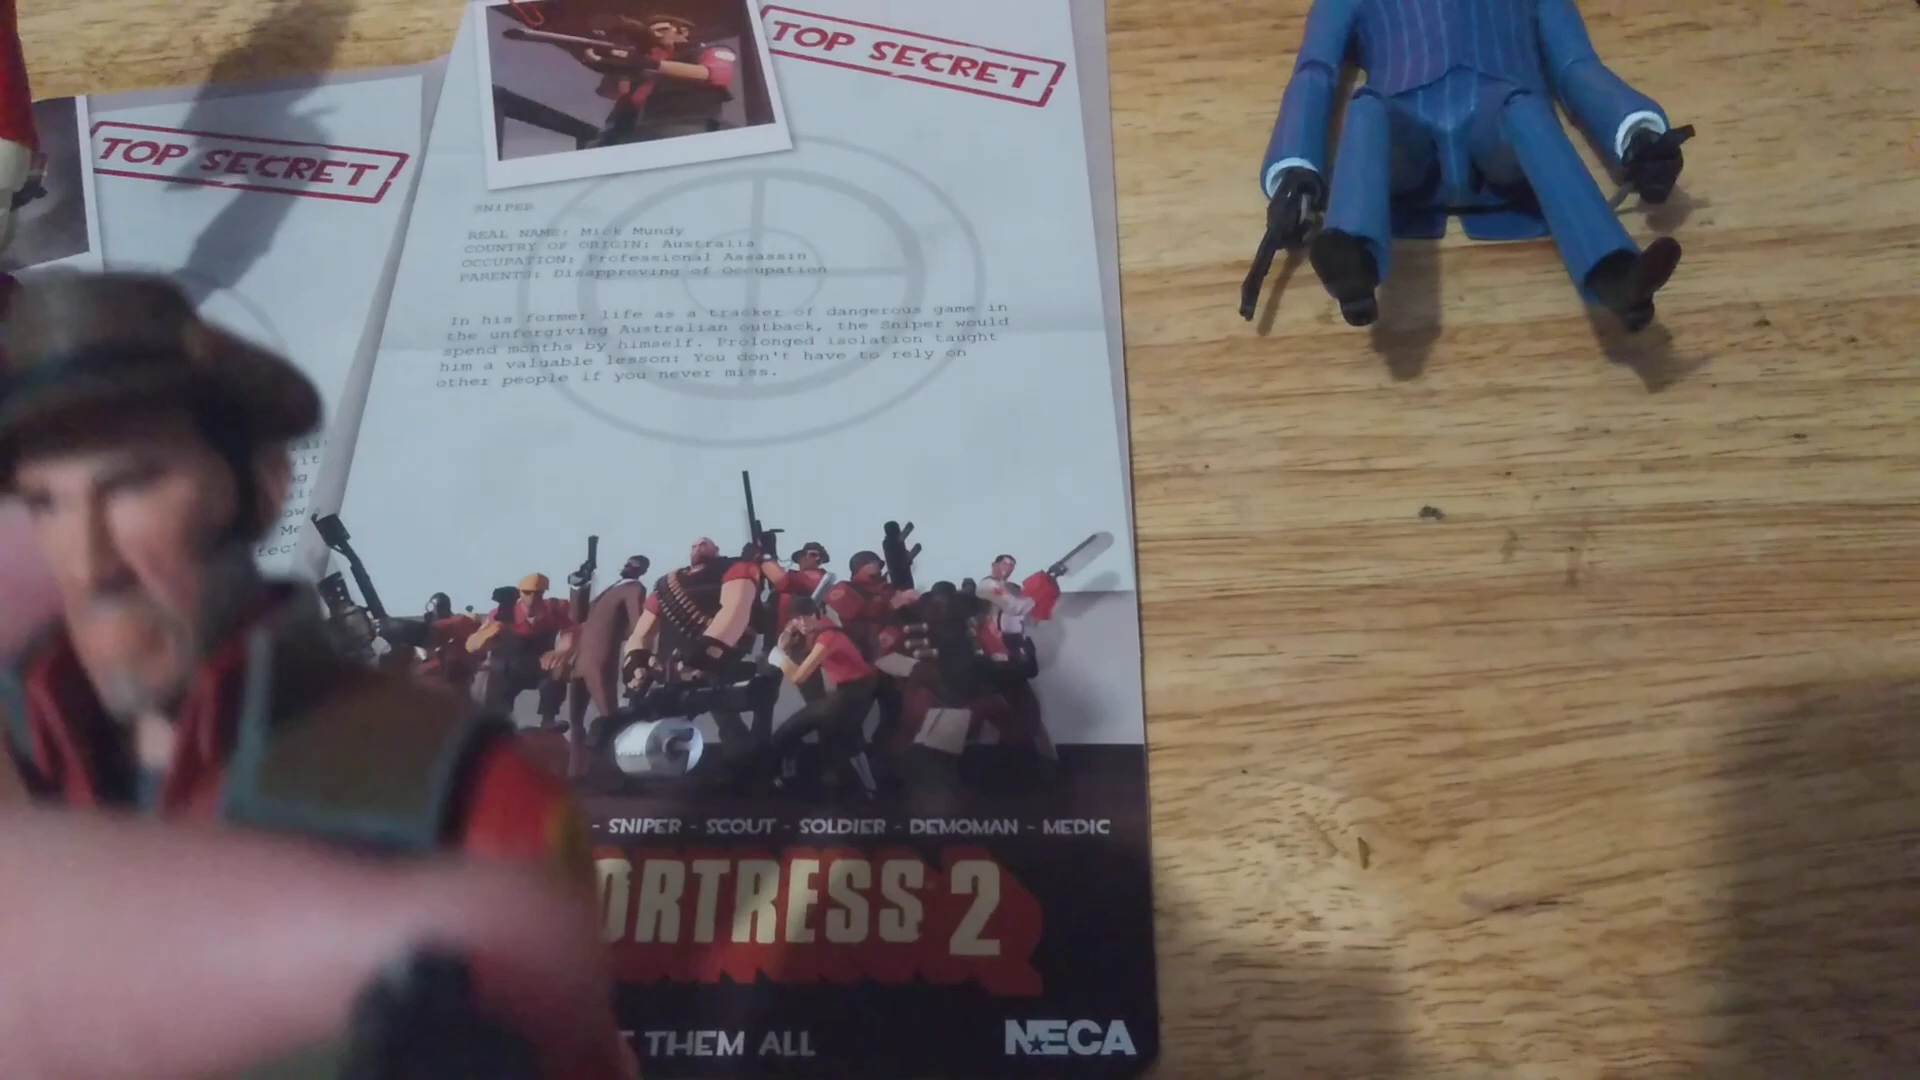 TOP SECRET
TOP SECRET
SNIPER
REAL NAME: Mick Mundy
COUNTRY OF ORIGIN: Australia
OCCUPATION: Professional Assassin
PARENTS: Disapproving of Occupation
In his former life as a tracker of dangerous game in
the unforgiving Australian outback, the Sniper would
spend months by himself. Prolonged isolation taught
him a valuable lesson: You don't have to rely on
other people if you never miss.
- SNIPER - SCOUT - SOLDIER - DEMOMAN - MEDIC
ORTRESS 2
THEM ALL
NECA